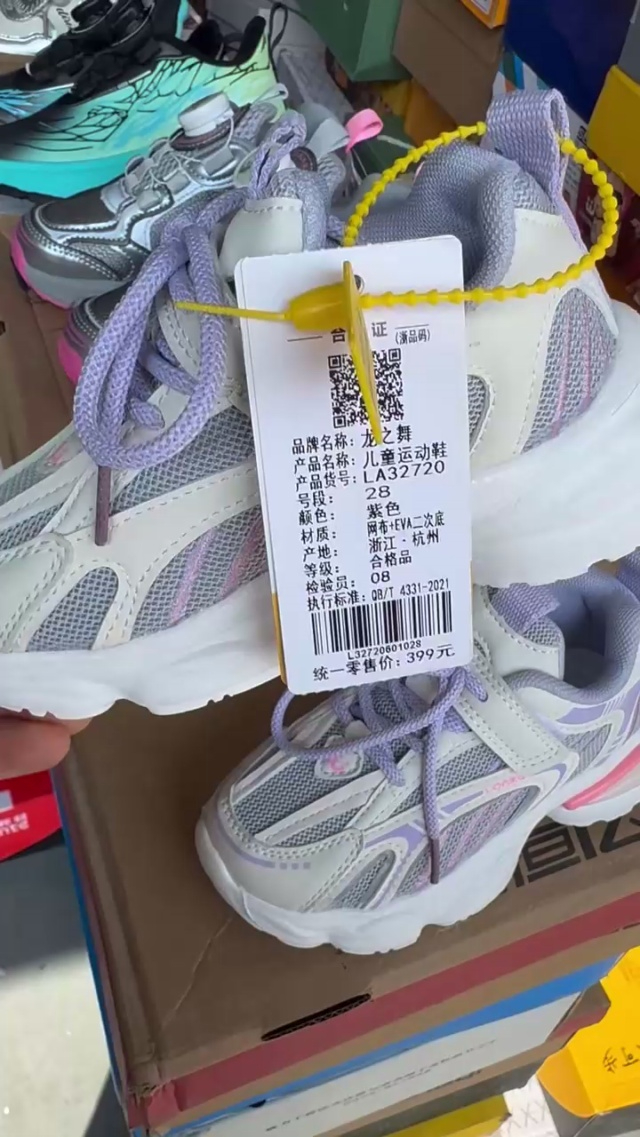 合 证
(浙品码)
品牌名称: 龙之舞
产品名称: 儿童运动鞋
产品货号: LA32720
号段: 28
颜色: 紫色
材质: 网布+EVA二次底
产地: 浙江·杭州
等级: 合格品
检验员: 08
执行标准: QB/T 4331-2021
L32720601028
统一零售价: 399元